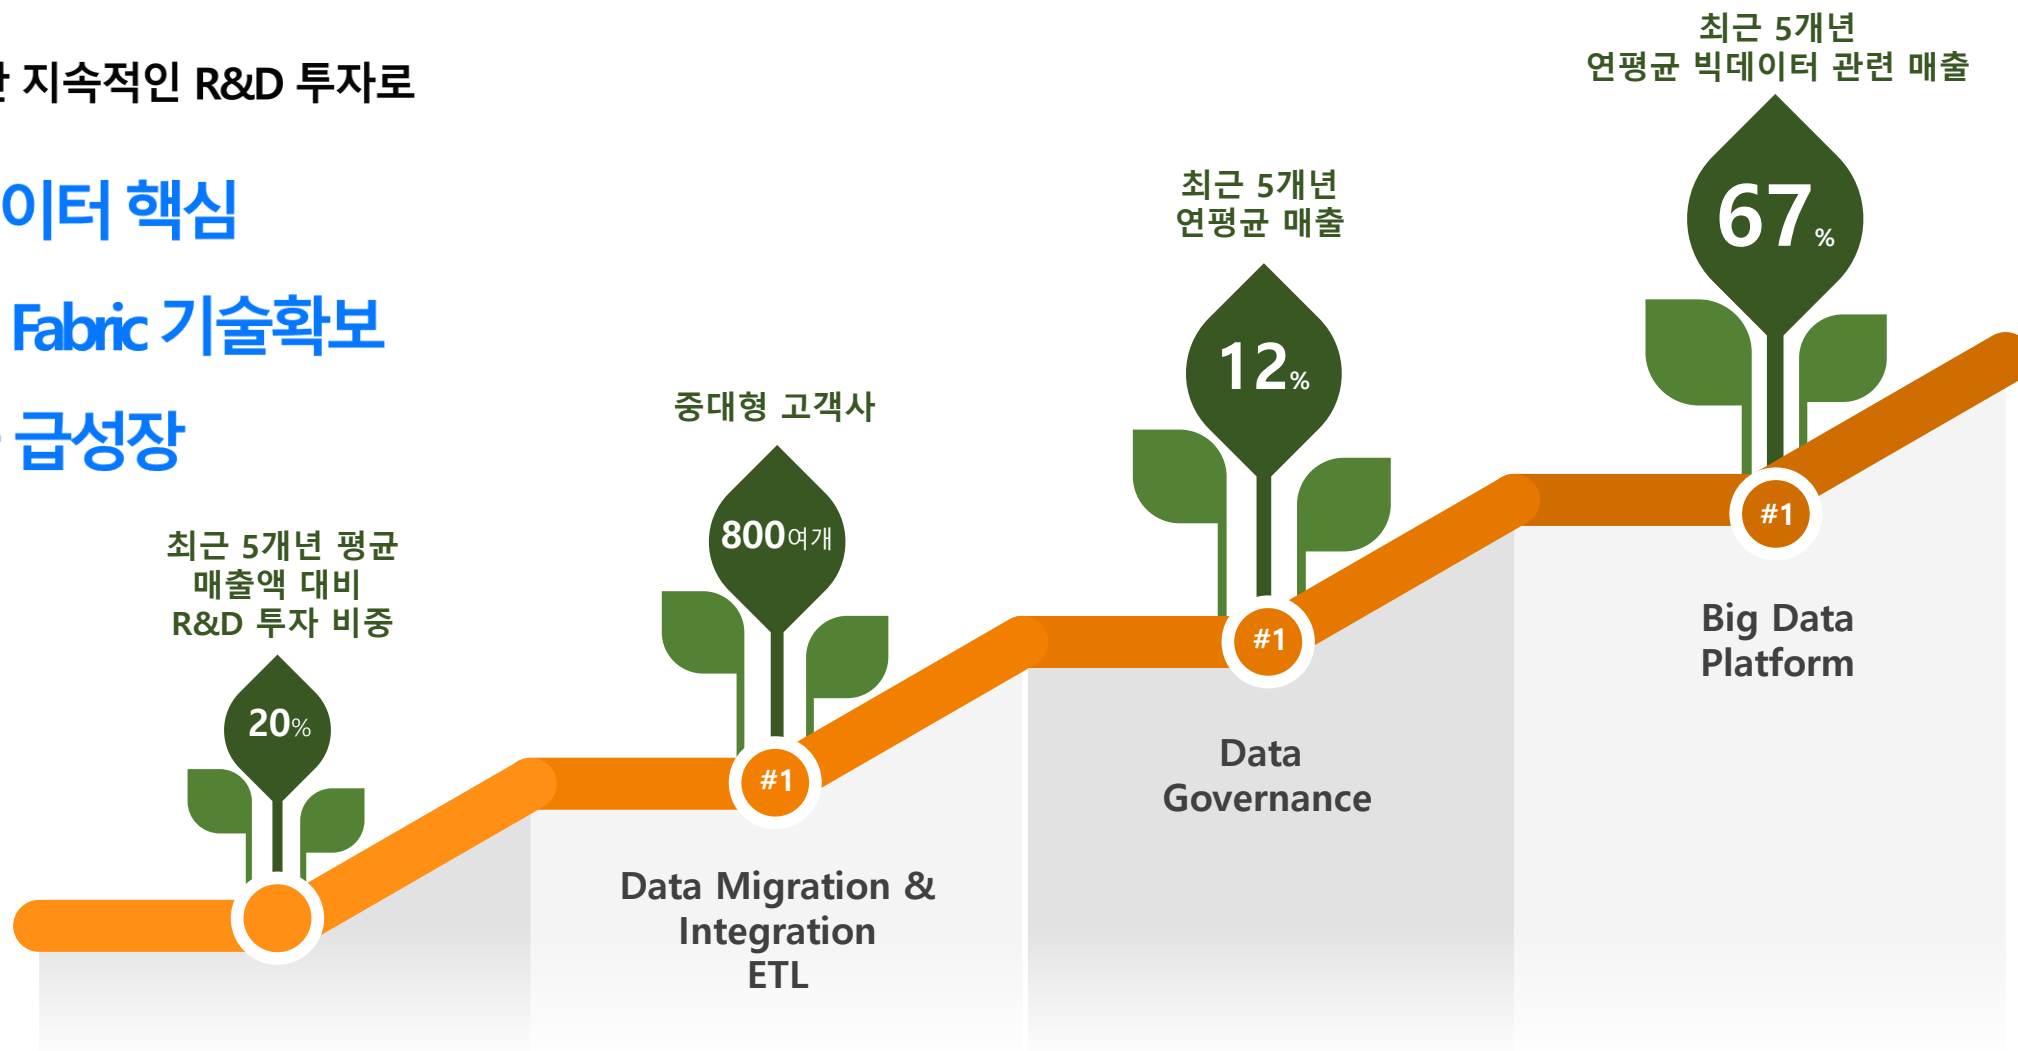 지속적인 R&D 투자로
이터 핵심
Fabric 기술확보
급성장
최근 5개년 평균
매출액 대비
R&D 투자 비중
20%
중대형 고객사
800여개
#1
Data Migration &
Integration
ETL
최근 5개년
연평균 매출
12%
#1
Data
Governance
최근 5개년
연평균 빅데이터 관련 매출
67%
#1
Big Data
Platform